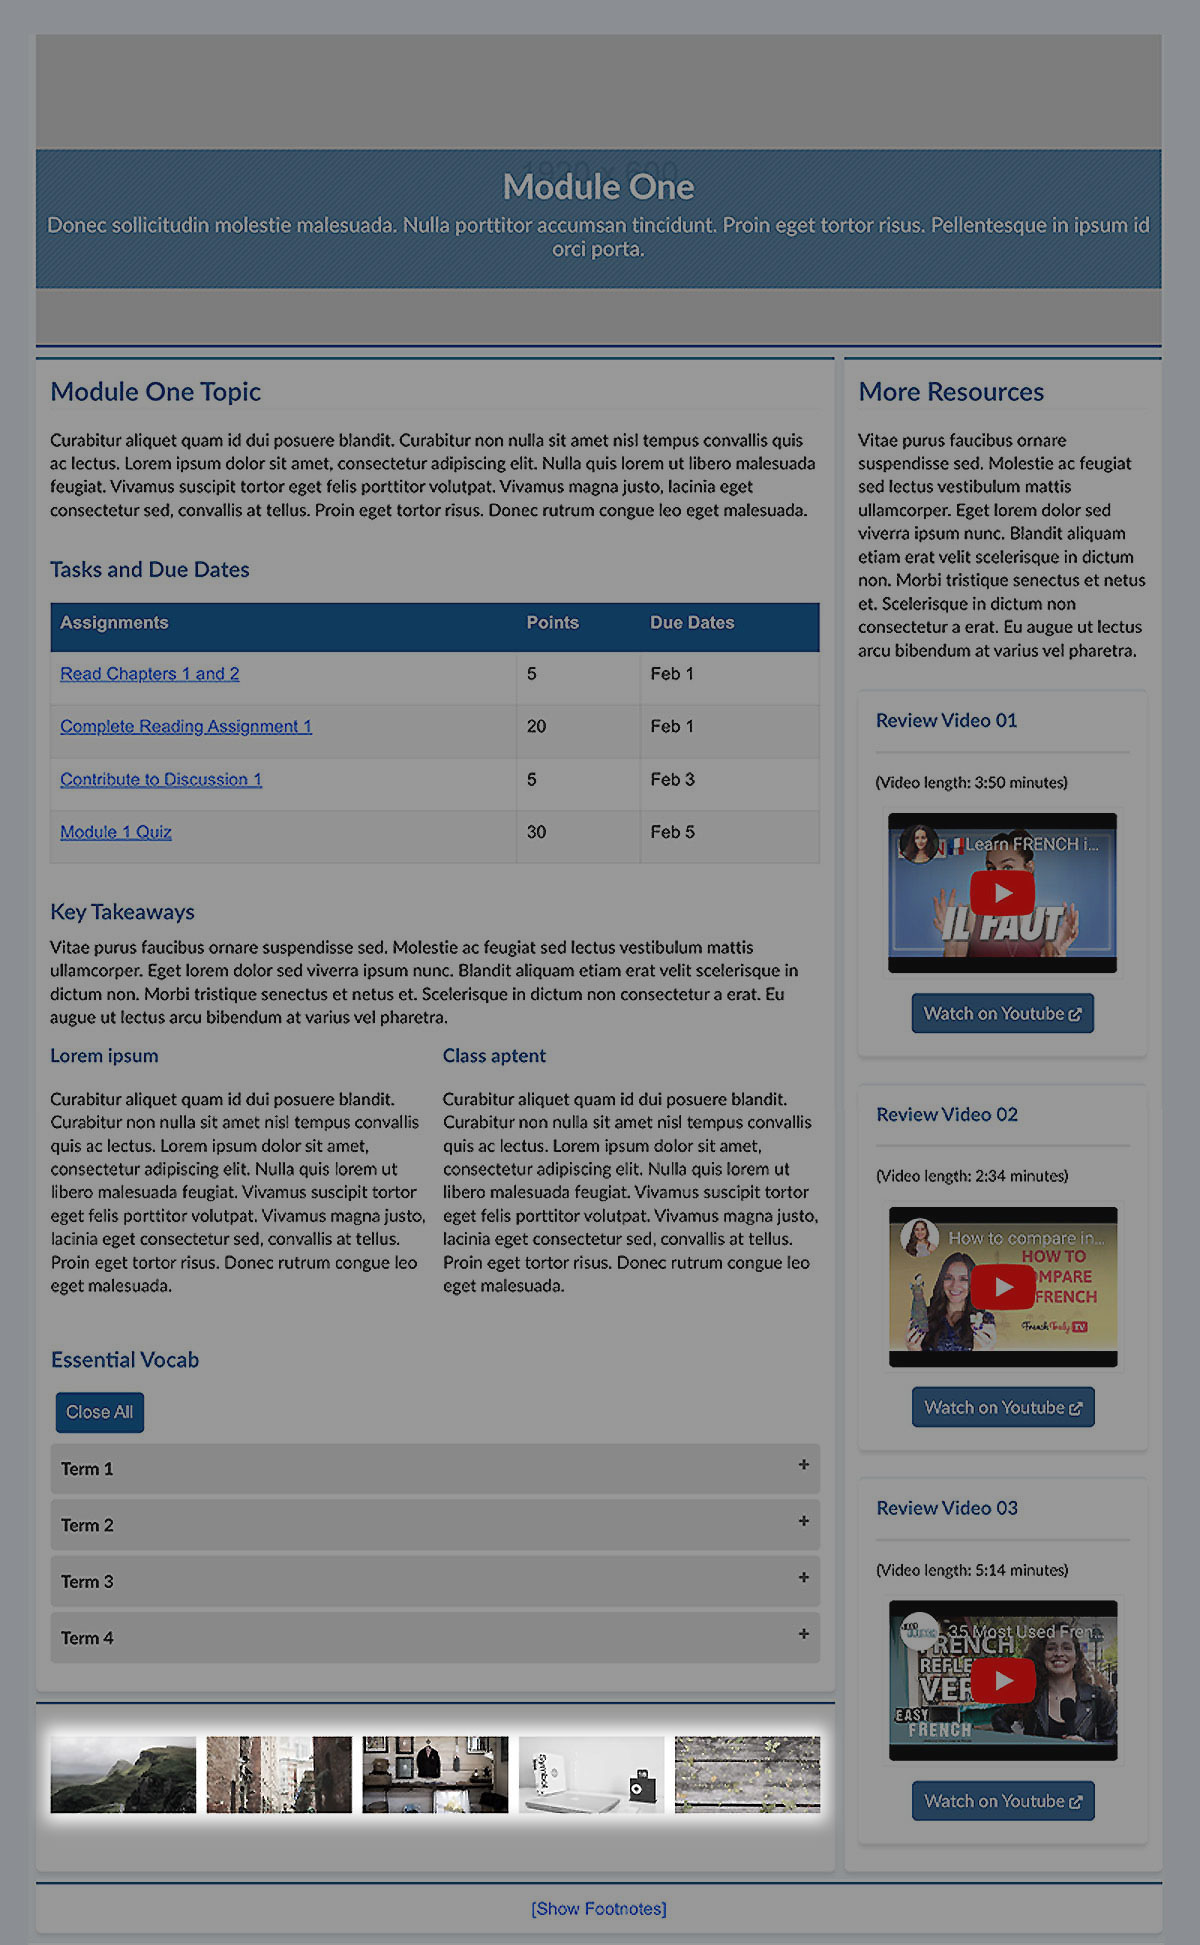 Module One
Donec sollicitudin molestie malesuada. Nulla porttitor accumsan tincidunt. Proin eget tortor risus. Pellentesque in ipsum id
orci porta.
Module One Topic
Curabitur aliquet quam id dui posuere blandit. Curabitur non nulla sit amet nisl tempus convallis quis
ac lectus. Lorem ipsum dolor sit amet, consectetur adipiscing elit. Nulla quis lorem ut libero malesuada
feugiat. Vivamus suscipit tortor eget felis porttitor volutpat. Vivamus magna justo, lacinia eget
consectetur sed, convallis at tellus. Proin eget tortor risus. Donec rutrum congue leo eget malesuada.
Tasks and Due Dates
Assignments Points Due Dates
Read Chapters 1 and 2 5 Feb 1
Complete Reading Assignment 1 20 Feb 1
Contribute to Discussion 1 5 Feb 3
Module 1 Quiz 30 Feb 5
Key Takeaways
Vitae purus faucibus ornare suspendisse sed. Molestie ac feugiat sed lectus vestibulum mattis
ullamcorper. Eget lorem dolor sed viverra ipsum nunc. Blandit aliquam etiam erat velit scelerisque in
dictum non. Morbi tristique senectus et netus et. Scelerisque in dictum non consectetur a erat. Eu
augue ut lectus arcu bibendum at varius vel pharetra.
Lorem ipsum
Curabitur aliquet quam id dui posuere blandit.
Curabitur non nulla sit amet nisl tempus convallis
quis ac lectus. Lorem ipsum dolor sit amet,
consectetur adipiscing elit. Nulla quis lorem ut
libero malesuada feugiat. Vivamus suscipit tortor
eget felis porttitor volutpat. Vivamus magna justo,
lacinia eget consectetur sed, convallis at tellus.
Proin eget tortor risus. Donec rutrum congue leo
eget malesuada.
Class aptent
Curabitur aliquet quam id dui posuere blandit.
Curabitur non nulla sit amet nisl tempus convallis
quis ac lectus. Lorem ipsum dolor sit amet,
consectetur adipiscing elit. Nulla quis lorem ut
libero malesuada feugiat. Vivamus suscipit tortor
eget felis porttitor volutpat. Vivamus magna justo,
lacinia eget consectetur sed, convallis at tellus.
Proin eget tortor risus. Donec rutrum congue leo
eget malesuada.
Essential Vocab
Close All
Term 1 +
Term 2 +
Term 3 +
Term 4 +
Symbol
More Resources
Vitae purus faucibus ornare
suspendisse sed. Molestie ac feugiat
sed lectus vestibulum mattis
ullamcorper. Eget lorem dolor sed
viverra ipsum nunc. Blandit aliquam
etiam erat velit scelerisque in dictum
non. Morbi tristique senectus et netus
et. Scelerisque in dictum non
consectetur a erat. Eu augue ut lectus
arcu bibendum at varius vel pharetra.
Review Video 01
(Video length: 3:50 minutes)
Learn FRENCH i...
IL FAUT
Watch on Youtube
Review Video 02
(Video length: 2:34 minutes)
How to compare in...
HOW TO
MPARE
FRENCH
French Truly TV
Watch on Youtube
Review Video 03
(Video length: 5:14 minutes)
35 Most Used Fren...
FRENCH
REFLE
VER
EASY
FRENCH
Watch on Youtube
[Show Footnotes]